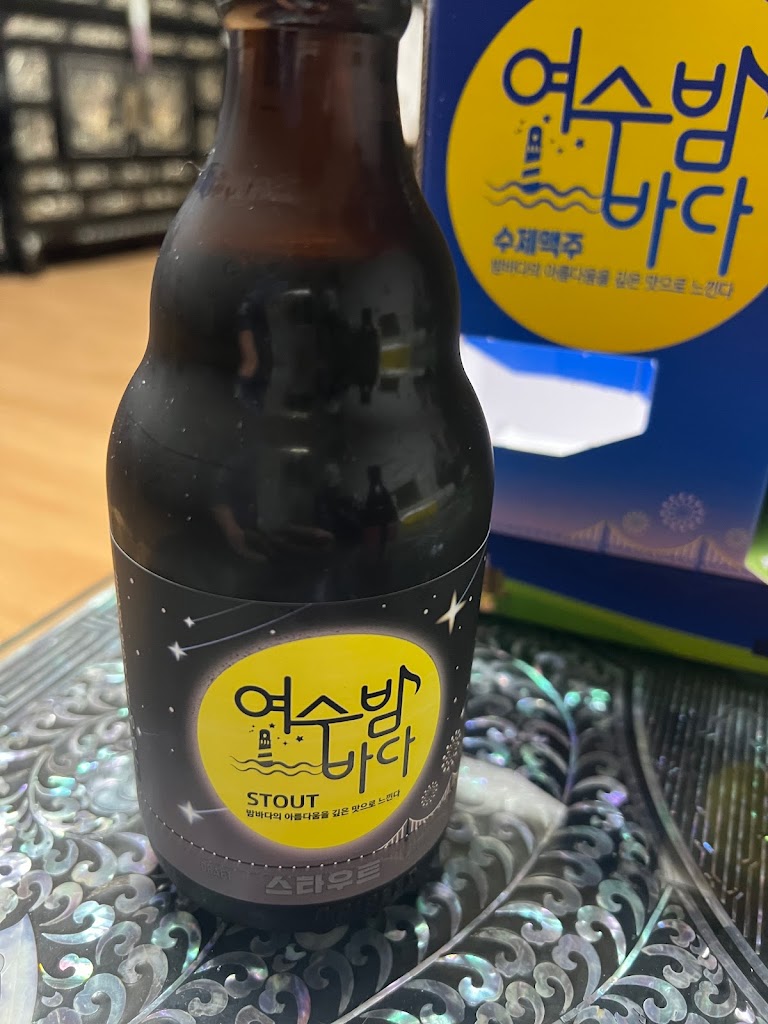 여수밤
바다
수제맥주
밤바다의 아름다움을 깊은 맛으로 느낀다
여수밤
바다
STOUT
밤바다의 아름다움을 깊은 맛으로 느낀다
스타우트